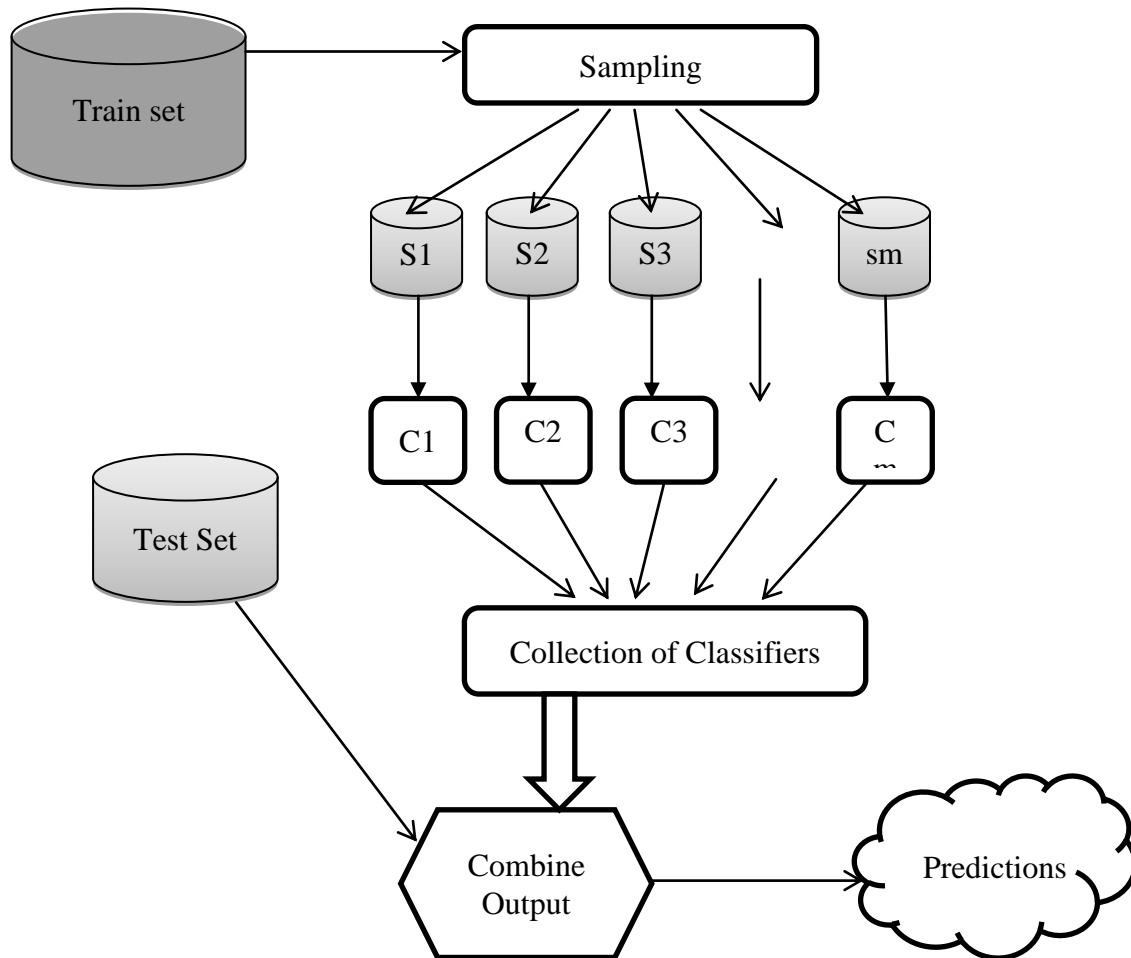 Train set
Sampling
S1
S2
S3
sm
C1
C2
C3
C
m
Test Set
Collection of Classifiers
Combine
Output
Predictions